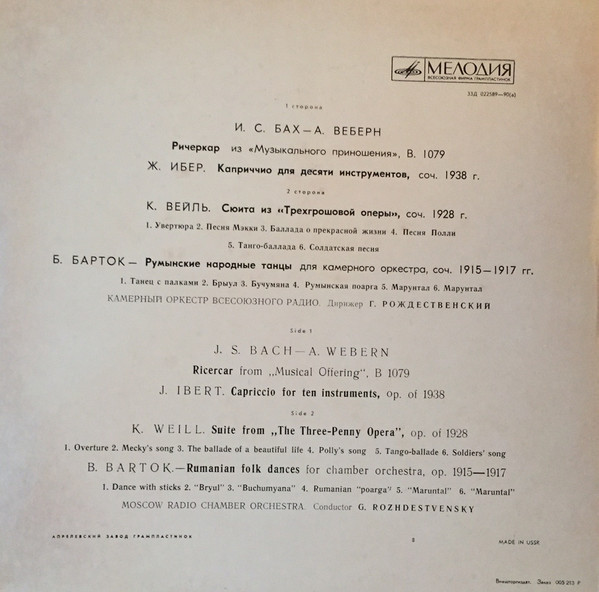 МЕЛОДИЯ
ВСЕСОЮЗНАЯ ФИРМА ГРАМПЛАСТИНОК
33Д 022589—90(а)
1 сторона
И. С. БАХ—А. ВЕБЕРН
Ричеркар из «Музыкального приношения», В. 1079
Ж. ИБЕР. Каприччио для десяти инструментов, соч. 1938 г.
2 сторона
К. ВЕЙЛЬ. Сюита из «Трехгрошовой оперы», соч. 1928 г.
1. Увертюра 2. Песня Мэкки 3. Баллада о прекрасной жизни 4. Песня Полли
5. Танго-баллада 6. Солдатская песня
Б. БАРТОК— Румынские народные танцы для камерного оркестра, соч. 1915—1917 гг.
1. Танец с палками 2. Брыул 3. Бучумяна 4. Румынская поарга 5. Марунтал 6. Марунтал
КАМЕРНЫЙ ОРКЕСТР ВСЕСОЮЗНОГО РАДИО. Дирижер Г. РОЖДЕСТВЕНСКИЙ
Side 1
J. S. BACH—A. WEBERN
Ricercar from „Musical Offering", B 1079
J. IBERT. Capriccio for ten instruments, op. of 1938
Side 2
K. WEILL. Suite from „The Three-Penny Opera", op. of 1928
1. Overture 2. Mecky's song 3. The ballade of a beautiful life 4. Polly's song 5. Tango-ballade 6. Soldiers' song
B. BARTOK.—Rumanian folk dances for chamber orchestra, op. 1915—1917
1. Dance with sticks 2. "Bryul" 3. "Buchumyana" 4. Rumanian "poarga" 5. "Maruntal" 6. "Maruntal"
MOSCOW RADIO CHAMBER ORCHESTRA. Conductor G. ROZHDESTVENSKY
АПРЕЛЕВСКИЙ ЗАВОД ГРАМПЛАСТИНОК
MADE IN USSR
Внешторгиздат. Заказ 003 213 Р